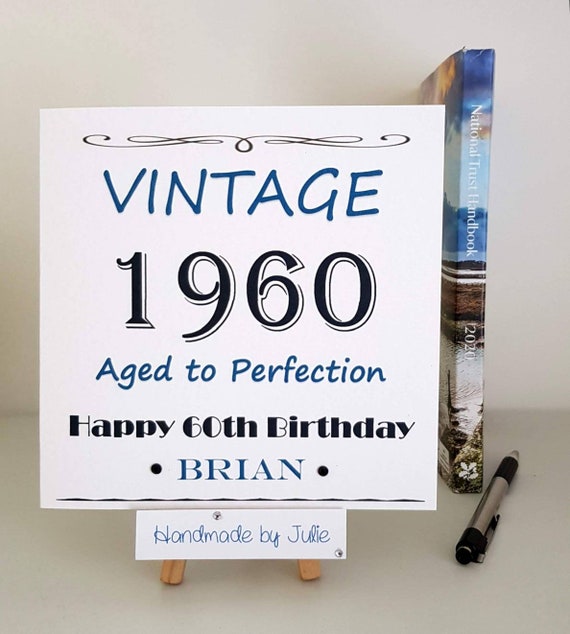 VINTAGE
1960
Aged to Perfection
Happy 60th Birthday
• BRIAN •
Handmade by Julie
National Trust Handbook 2020